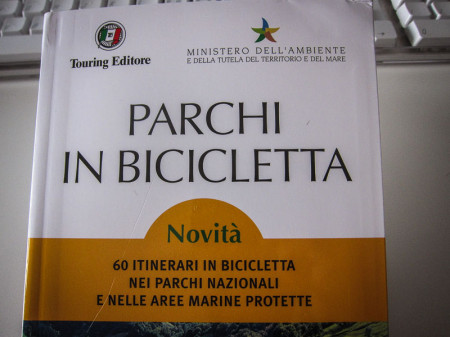 Touring Editore
MINISTERO DELL'AMBIENTE
E DELLA TUTELA DEL TERRITORIO E DEL MARE
PARCHI
IN BICICLETTA
Novità
60 ITINERARI IN BICICLETTA
NEI PARCHI NAZIONALI
E NELLE AREE MARINE PROTETTE